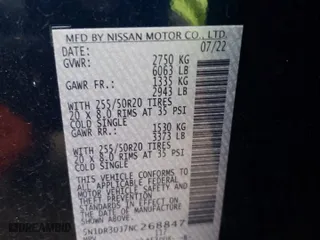 MFD BY NISSAN MOTOR CO., LTD.
DATE: 07/22
GVWR: 2750 KG
6063 LB
GAWR FR.: 1335 KG
2943 LB
WITH 255/50R20 TIRES
20 x 8.0 RIMS AT 35 PSI
COLD SINGLE
GAWR RR.: 1530 KG
3373 LB
WITH 255/50R20 TIRES
20 X 8.0 RIMS AT 35 PSI
COLD SINGLE
THIS VEHICLE CONFORMS TO
ALL APPLICABLE FEDERAL
MOTOR VEHICLE SAFETY
STANDARDS IN EFFECT ON
THE DATE OF MANUFACTURE
SHOWN ABOVE.
5N1DR3DI7NC 268847
DREAMBID